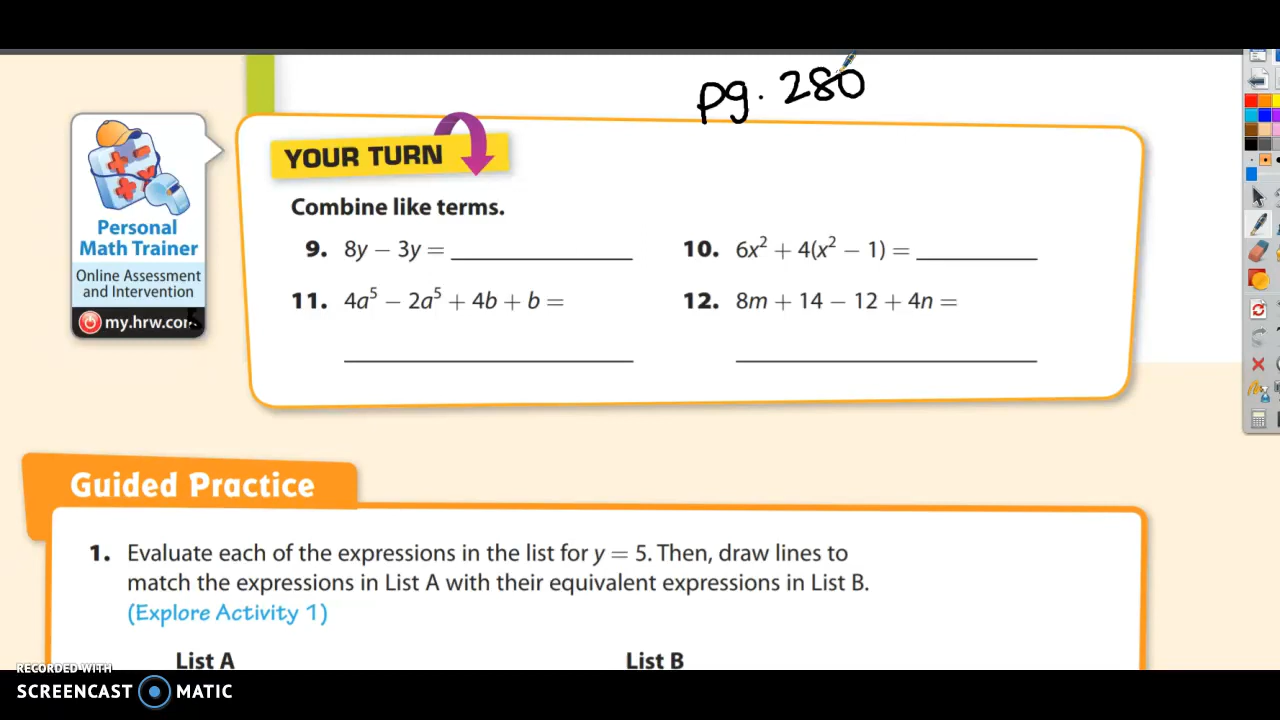 pg. 280
YOUR TURN
Combine like terms.
9. 8y − 3y = ____________
10. 6x² + 4(x² − 1) = ____________
11. 4a⁵ − 2a⁵ + 4b + b =
12. 8m + 14 − 12 + 4n =
Personal
Math Trainer
Online Assessment
and Intervention
my.hrw.com
Guided Practice
1. Evaluate each of the expressions in the list for y = 5. Then, draw lines to
match the expressions in List A with their equivalent expressions in List B.
(Explore Activity 1)
List A
List B
RECORDED WITH
SCREENCAST MATIC